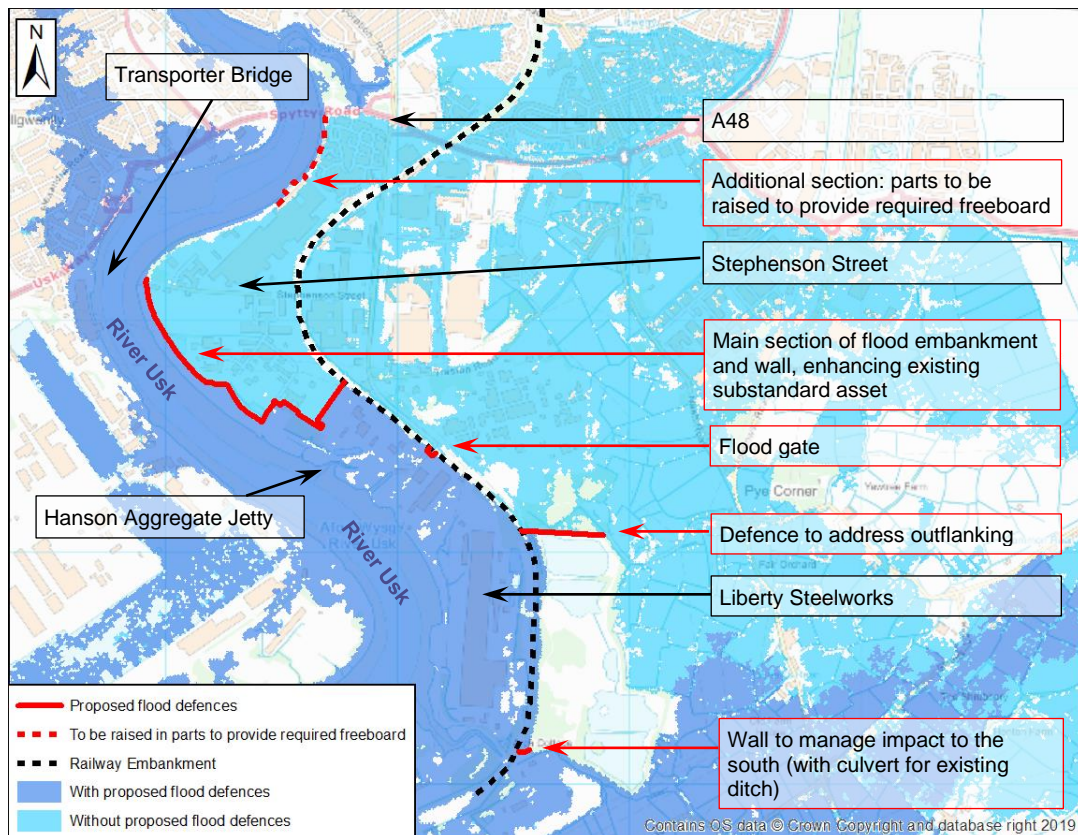 N
Transporter Bridge
Spytty Road
A48
Additional section: parts to be
raised to provide required freeboard
Stephenson Street
Stephenson Street
Main section of flood embankment
and wall, enhancing existing
substandard asset
River Usk
Flood gate
Pye Corner
Hanson Aggregate Jetty
River Usk
Defence to address outflanking
Liberty Steelworks
Wall to manage impact to the
south (with culvert for existing
ditch)
Proposed flood defences
To be raised in parts to provide required freeboard
Railway Embankment
With proposed flood defences
Without proposed flood defences
Contains OS data © Crown Copyright and database right 2019